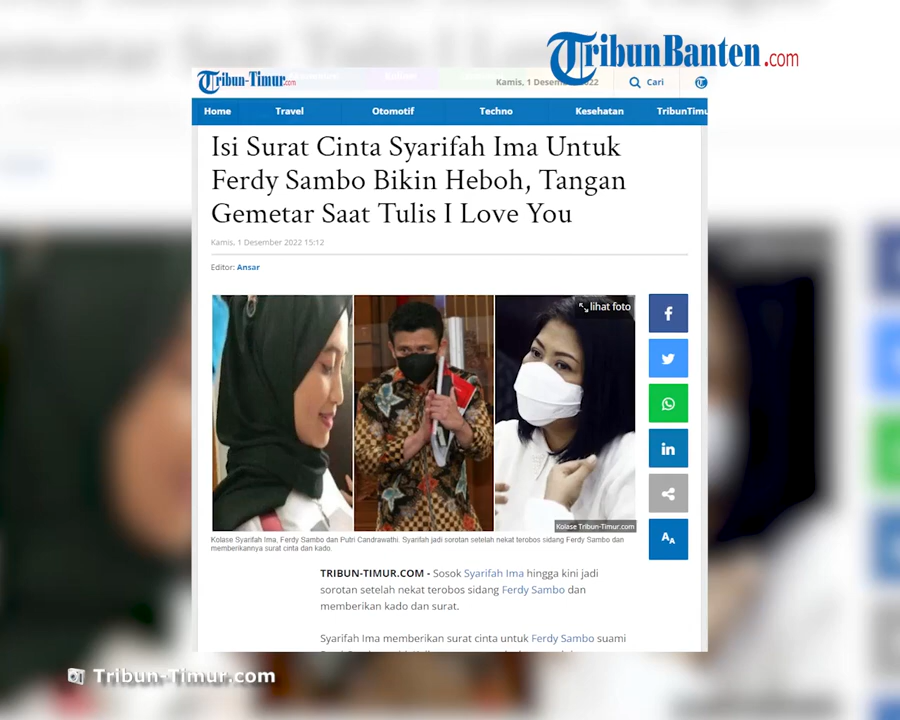 TribunBanten.com
Tribun-Timur.com
Kamis, 1 Desember 2022
Cari
Home
Travel
Otomotif
Techno
Kesehatan
TribunTimu
Isi Surat Cinta Syarifah Ima Untuk
Ferdy Sambo Bikin Heboh, Tangan
Gemetar Saat Tulis I Love You
Kamis, 1 Desember 2022 15:12
Editor: Ansar
lihat foto
Kolase Tribun-Timur.com
Kolase Syarifah Ima, Ferdy Sambo dan Putri Candrawathi. Syarifah jadi sorotan setelah nekat terobos sidang Ferdy Sambo dan
memberikannya surat cinta dan kado.
TRIBUN-TIMUR.COM - Sosok Syarifah Ima hingga kini jadi
sorotan setelah nekat terobos sidang Ferdy Sambo dan
memberikan kado dan surat.
Syarifah Ima memberikan surat cinta untuk Ferdy Sambo suami
Tribun-Timur.com